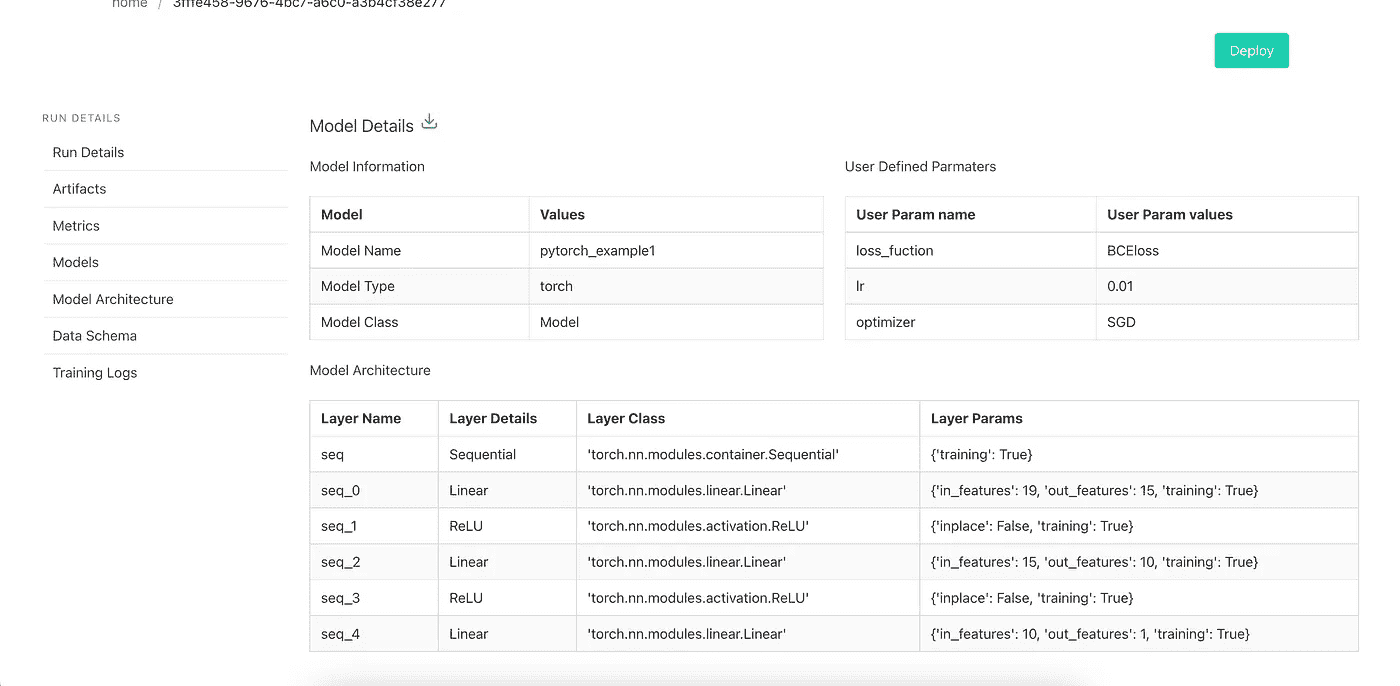 home / 3fffe458-9676-4bc7-a6c0-a3b4cf38e277
Deploy
RUN DETAILS
Run Details
Artifacts
Metrics
Models
Model Architecture
Data Schema
Training Logs
Model Details
Model Information
Model Values
Model Name pytorch_example1
Model Type torch
Model Class Model
User Defined Parmaters
User Param name User Param values
loss_fuction BCEloss
lr 0.01
optimizer SGD
Model Architecture
Layer Name Layer Details Layer Class Layer Params
seq Sequential 'torch.nn.modules.container.Sequential' {'training': True}
seq_0 Linear 'torch.nn.modules.linear.Linear' {'in_features': 19, 'out_features': 15, 'training': True}
seq_1 ReLU 'torch.nn.modules.activation.ReLU' {'inplace': False, 'training': True}
seq_2 Linear 'torch.nn.modules.linear.Linear' {'in_features': 15, 'out_features': 10, 'training': True}
seq_3 ReLU 'torch.nn.modules.activation.ReLU' {'inplace': False, 'training': True}
seq_4 Linear 'torch.nn.modules.linear.Linear' {'in_features': 10, 'out_features': 1, 'training': True}